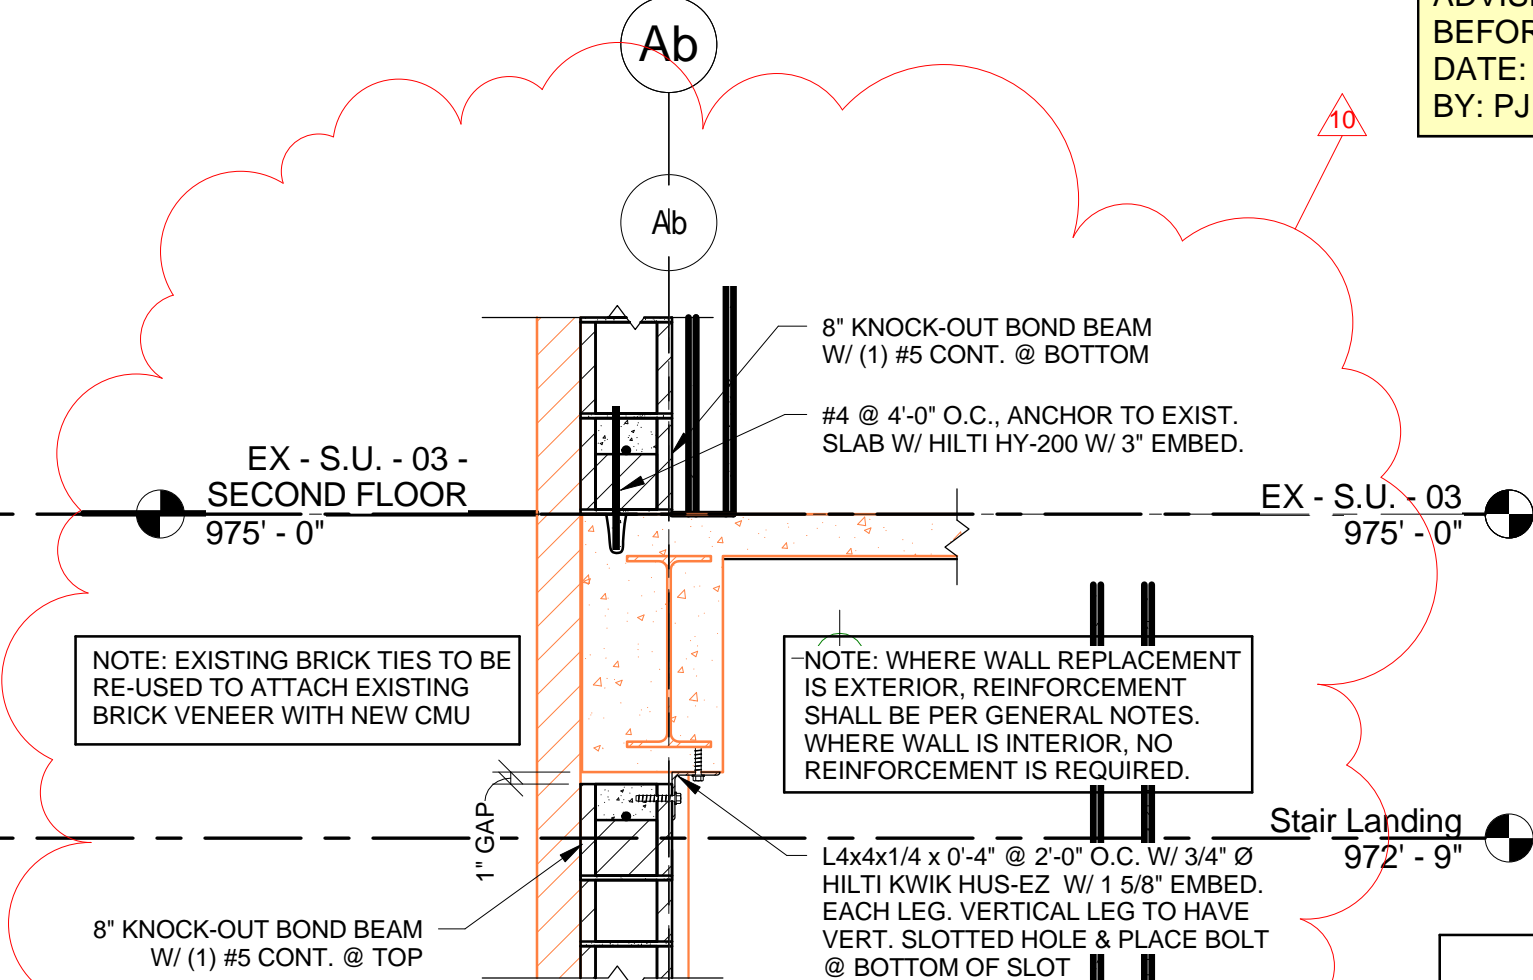 Ab
BEFOR
DATE:
BY: PJ
10
Ab
8" KNOCK-OUT BOND BEAM
W/ (1) #5 CONT. @ BOTTOM
#4 @ 4'-0" O.C., ANCHOR TO EXIST.
SLAB W/ HILTI HY-200 W/ 3" EMBED.
EX - S.U. - 03 -
SECOND FLOOR
975' - 0"
EX - S.U. - 03
975' - 0"
NOTE: EXISTING BRICK TIES TO BE
RE-USED TO ATTACH EXISTING
BRICK VENEER WITH NEW CMU
NOTE: WHERE WALL REPLACEMENT
IS EXTERIOR, REINFORCEMENT
SHALL BE PER GENERAL NOTES.
WHERE WALL IS INTERIOR, NO
REINFORCEMENT IS REQUIRED.
1" GAP
Stair Landing
972' - 9"
L4x4x1/4 x 0'-4" @ 2'-0" O.C. W/ 3/4" Ø
HILTI KWIK HUS-EZ W/ 1 5/8" EMBED.
EACH LEG. VERTICAL LEG TO HAVE
VERT. SLOTTED HOLE & PLACE BOLT
@ BOTTOM OF SLOT
8" KNOCK-OUT BOND BEAM
W/ (1) #5 CONT. @ TOP